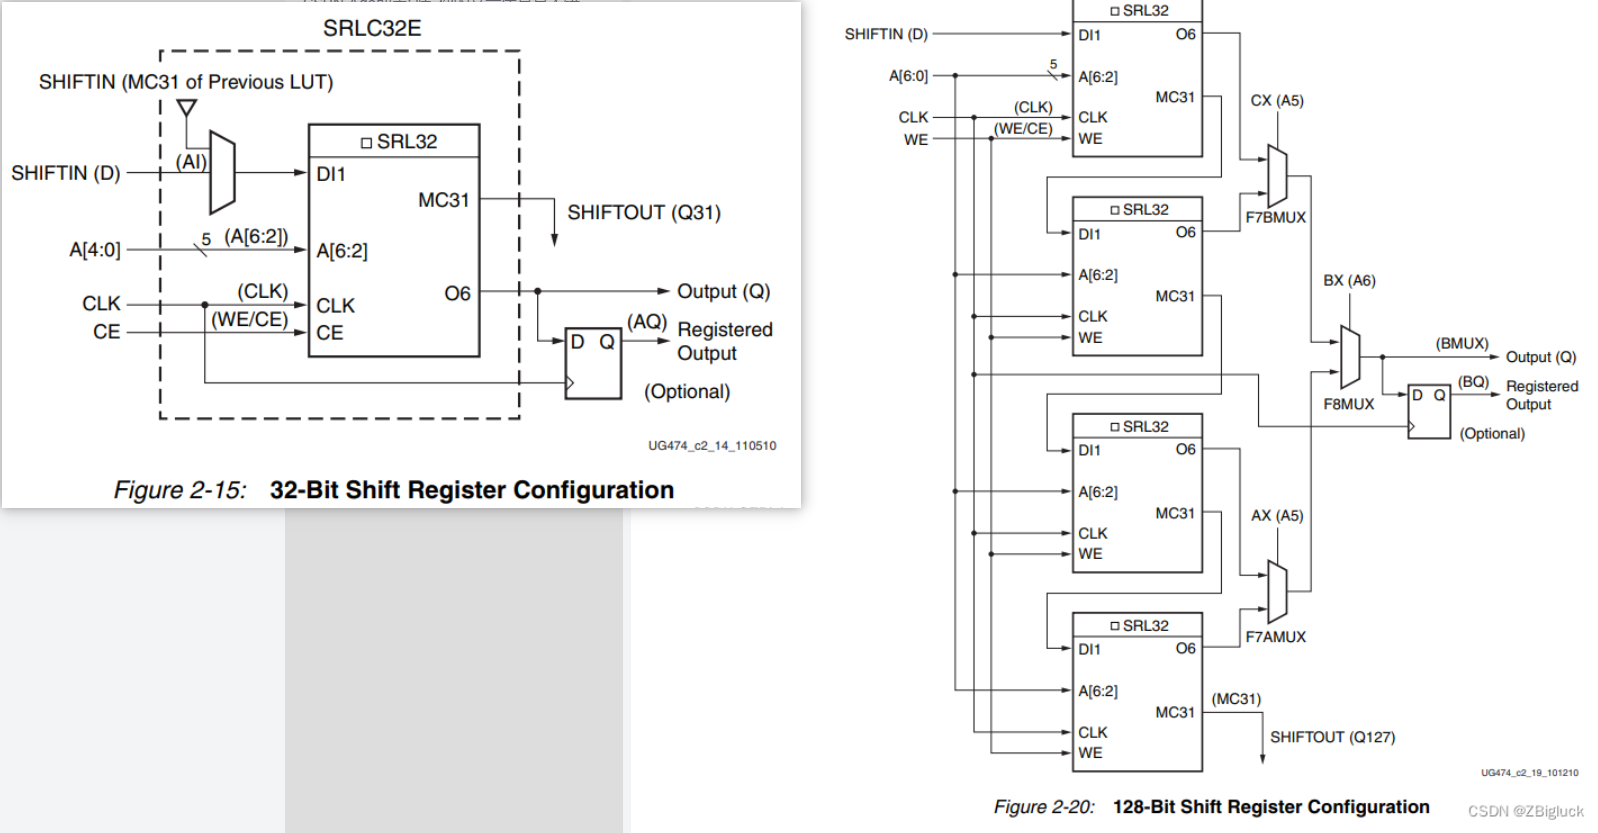 SRLC32E
SHIFTIN (MC31 of Previous LUT)
SRL32
(AI)
SHIFTIN (D)
DI1
MC31
SHIFTOUT (Q31)
A[4:0]
5
(A[6:2])
A[6:2]
CLK
(CLK)
CLK
O6
Output (Q)
CE
(WE/CE)
CE
(AQ)
Registered
Output
D Q
(Optional)
UG474_c2_14_110510
Figure 2-15: 32-Bit Shift Register Configuration
SRL32
SHIFTIN (D)
DI1
O6
A[6:0]
5
A[6:2]
MC31
CX (A5)
CLK
(CLK)
CLK
WE
(WE/CE)
WE
SRL32
F7BMUX
DI1
O6
A[6:2]
MC31
BX (A6)
CLK
WE
(BMUX)
Output (Q)
(BQ)
Registered
Output
D Q
F8MUX
(Optional)
SRL32
DI1
O6
A[6:2]
MC31
AX (A5)
CLK
WE
SRL32
F7AMUX
DI1
O6
A[6:2]
(MC31)
MC31
CLK
SHIFTOUT (Q127)
WE
UG474_c2_19_101210
Figure 2-20: 128-Bit Shift Register Configuration
CSDN @ZBigluck